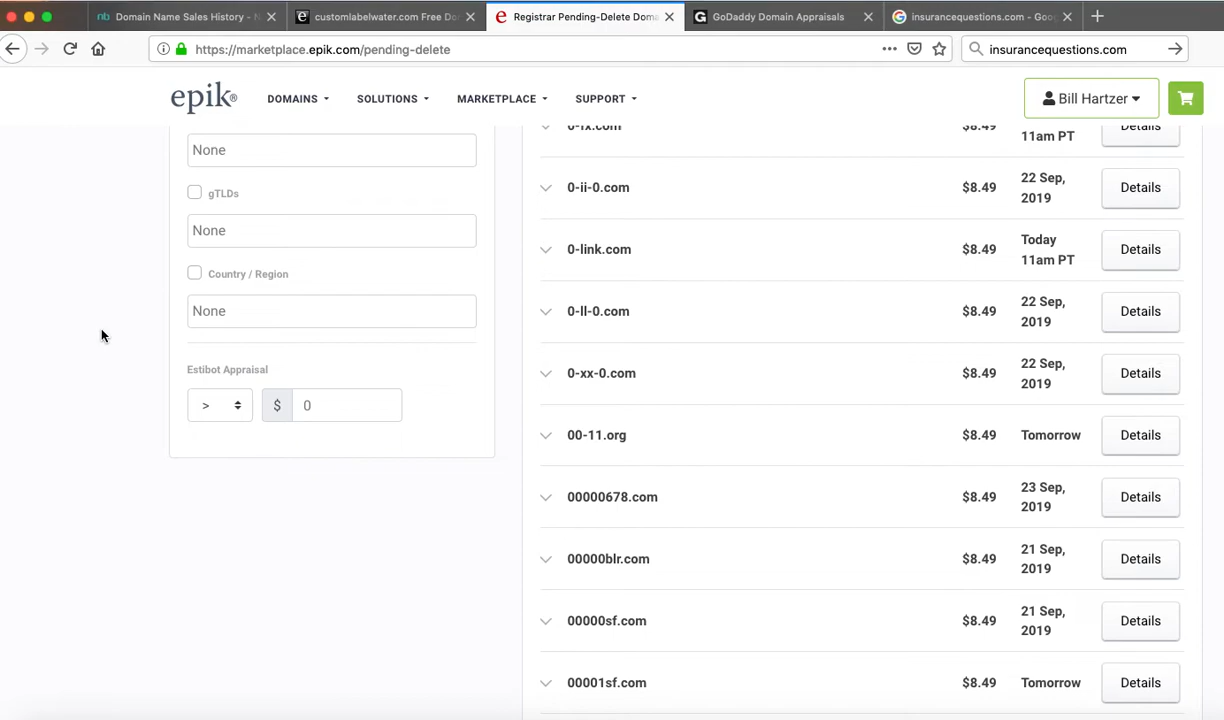 Domain Name Sales History - N
customlabelwater.com Free Do
Registrar Pending-Delete Doma
GoDaddy Domain Appraisals
insurancequestions.com - Goo
https://marketplace.epik.com/pending-delete
insurancequestions.com
epik®
DOMAINS
SOLUTIONS
MARKETPLACE
SUPPORT
Bill Hartzer
None
gTLDs
None
Country / Region
None
Estibot Appraisal
>
$
0
0-fx.com
$8.49
11am PT
Details
0-ii-0.com
$8.49
22 Sep,
2019
Details
0-link.com
$8.49
Today
11am PT
Details
0-ll-0.com
$8.49
22 Sep,
2019
Details
0-xx-0.com
$8.49
22 Sep,
2019
Details
00-11.org
$8.49
Tomorrow
Details
00000678.com
$8.49
23 Sep,
2019
Details
00000blr.com
$8.49
21 Sep,
2019
Details
00000sf.com
$8.49
21 Sep,
2019
Details
00001sf.com
$8.49
Tomorrow
Details